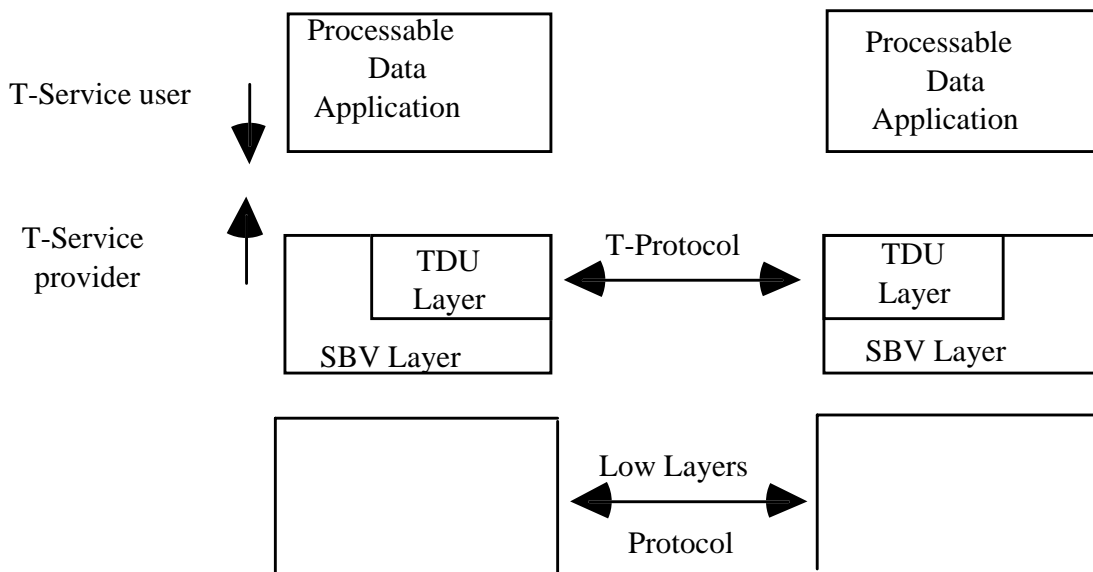 Processable
Data
Application
Processable
Data
Application
T-Service user
T-Service
provider
T-Protocol
TDU
Layer
SBV Layer
TDU
Layer
SBV Layer
Low Layers
Protocol